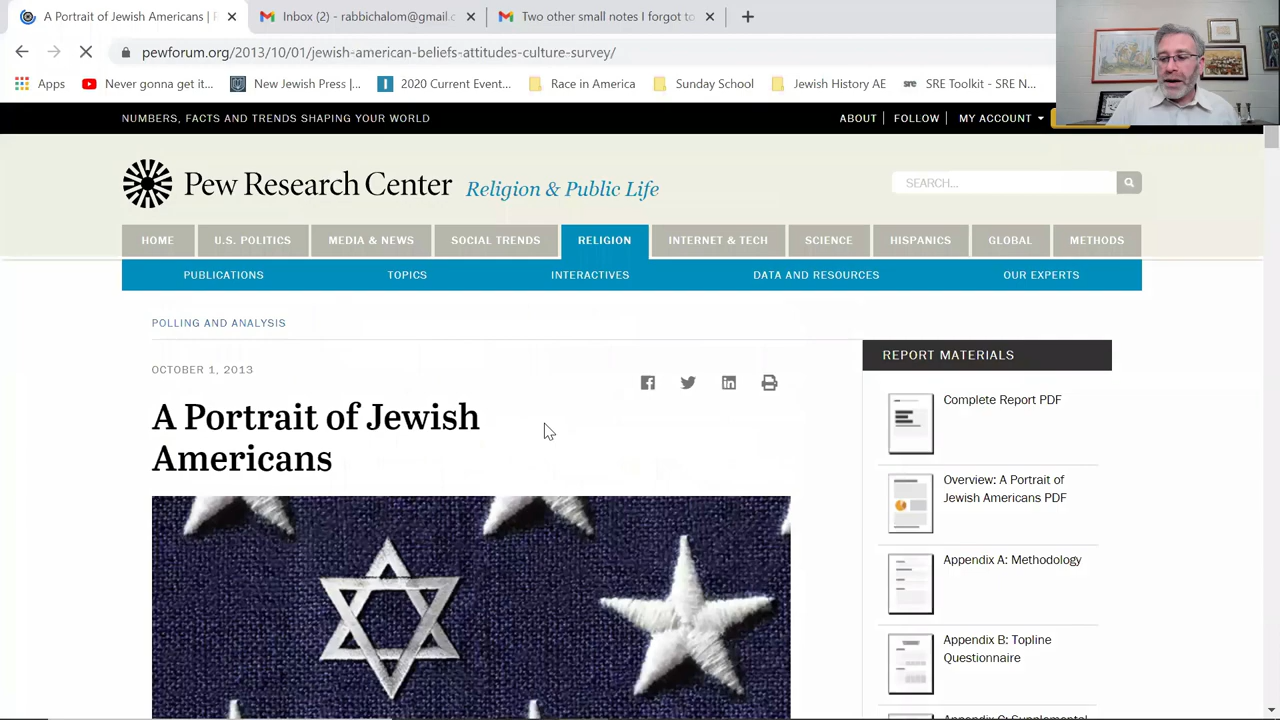 A Portrait of Jewish Americans |
Inbox (2) - rabbichalom@gmail.c
Two other small notes I forgot to
pewforum.org/2013/10/01/jewish-american-beliefs-attitudes-culture-survey/
Apps
Never gonna get it...
New Jewish Press |...
2020 Current Event...
Race in America
Sunday School
Jewish History AE
sre SRE Toolkit - SRE N...
NUMBERS, FACTS AND TRENDS SHAPING YOUR WORLD
ABOUT | FOLLOW | MY ACCOUNT
Pew Research Center Religion & Public Life
SEARCH...
HOME
U.S. POLITICS
MEDIA & NEWS
SOCIAL TRENDS
RELIGION
INTERNET & TECH
SCIENCE
HISPANICS
GLOBAL
METHODS
PUBLICATIONS
TOPICS
INTERACTIVES
DATA AND RESOURCES
OUR EXPERTS
POLLING AND ANALYSIS
OCTOBER 1, 2013
A Portrait of Jewish
Americans
REPORT MATERIALS
Complete Report PDF
Overview: A Portrait of
Jewish Americans PDF
Appendix A: Methodology
Appendix B: Topline
Questionnaire